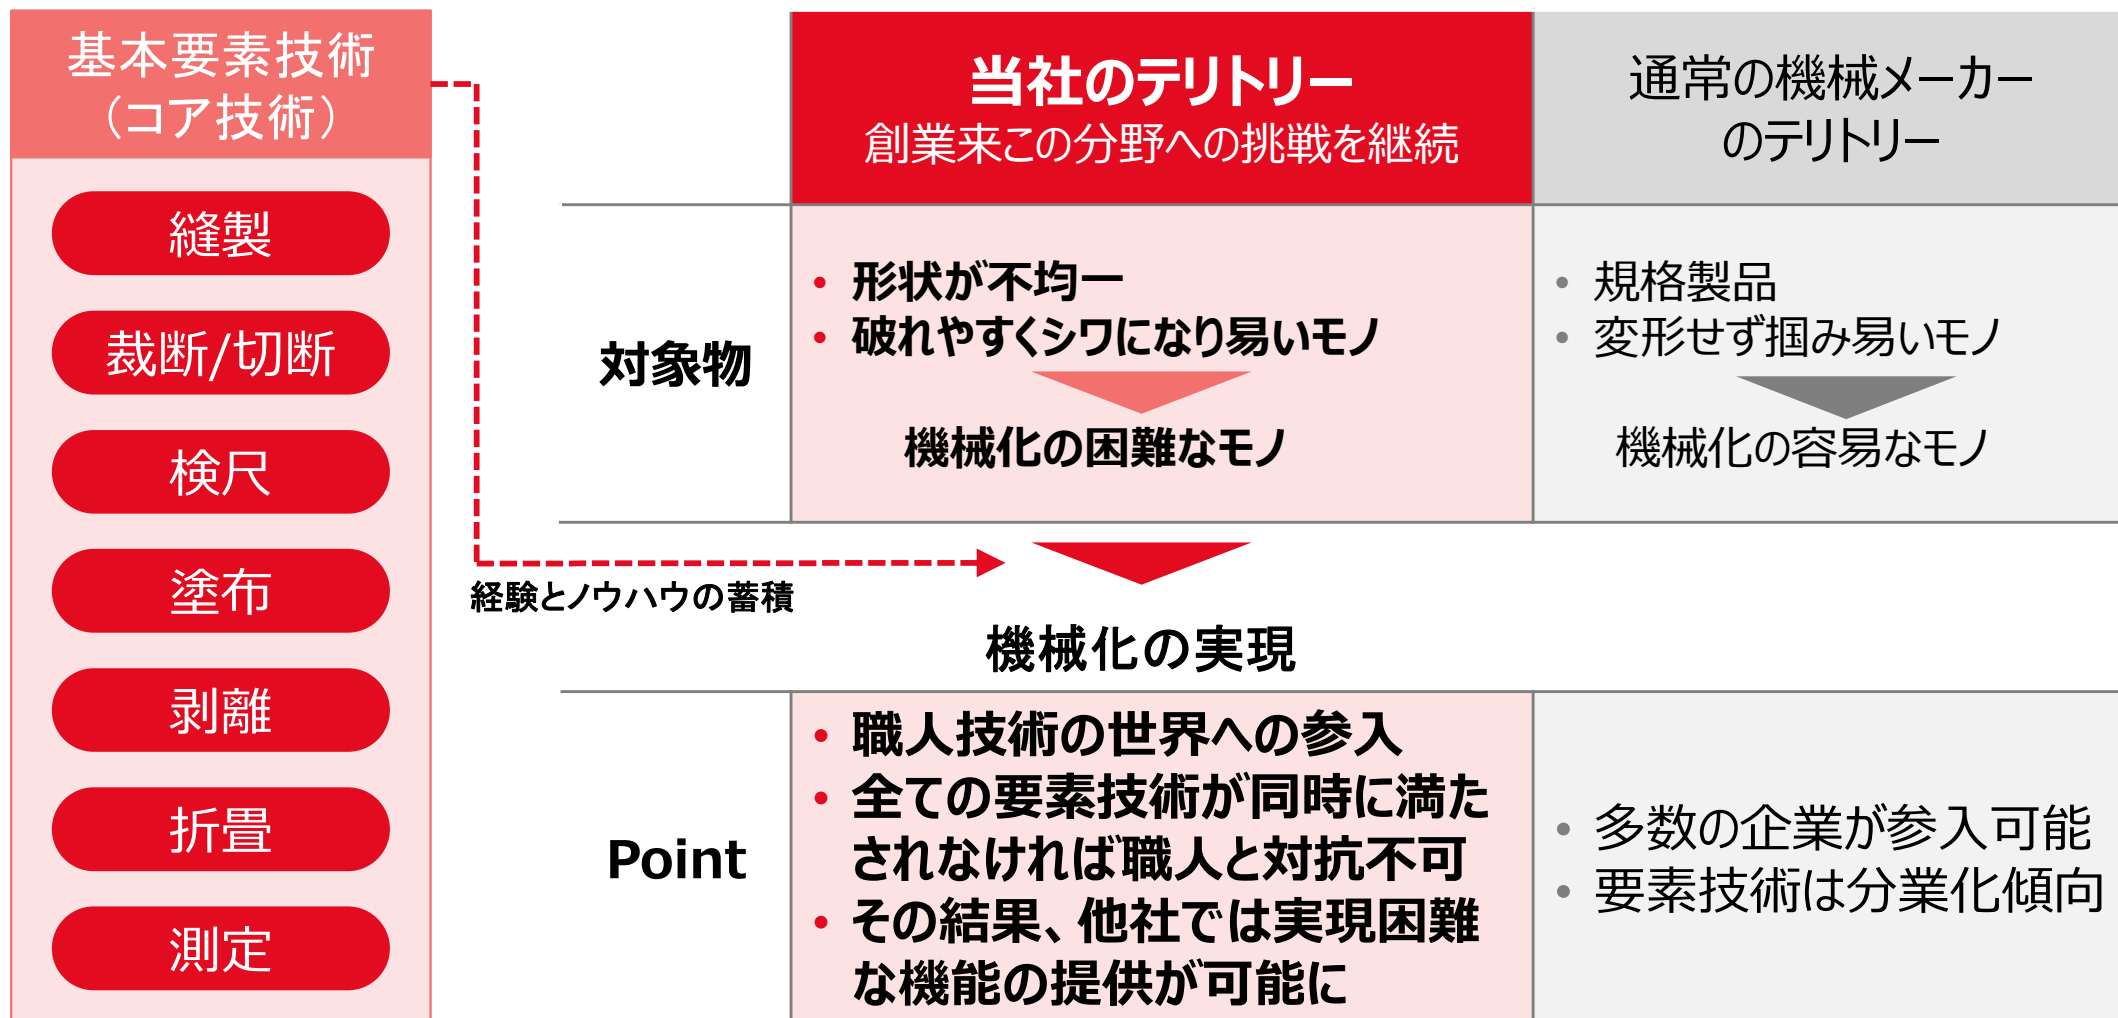 基本要素技術
（コア技術）
縫製
裁断/切断
検尺
塗布
剥離
折畳
測定
経験とノウハウの蓄積
当社のテリトリー
創業来この分野への挑戦を継続
通常の機械メーカー
のテリトリー
対象物
• 形状が不均一
• 破れやすくシワになり易いモノ
機械化の困難なモノ
• 規格製品
• 変形せず掴み易いモノ
機械化の容易なモノ
機械化の実現
Point
• 職人技術の世界への参入
• 全ての要素技術が同時に満た
されなければ職人と対抗不可
• その結果、他社では実現困難
な機能の提供が可能に
• 多数の企業が参入可能
• 要素技術は分業化傾向